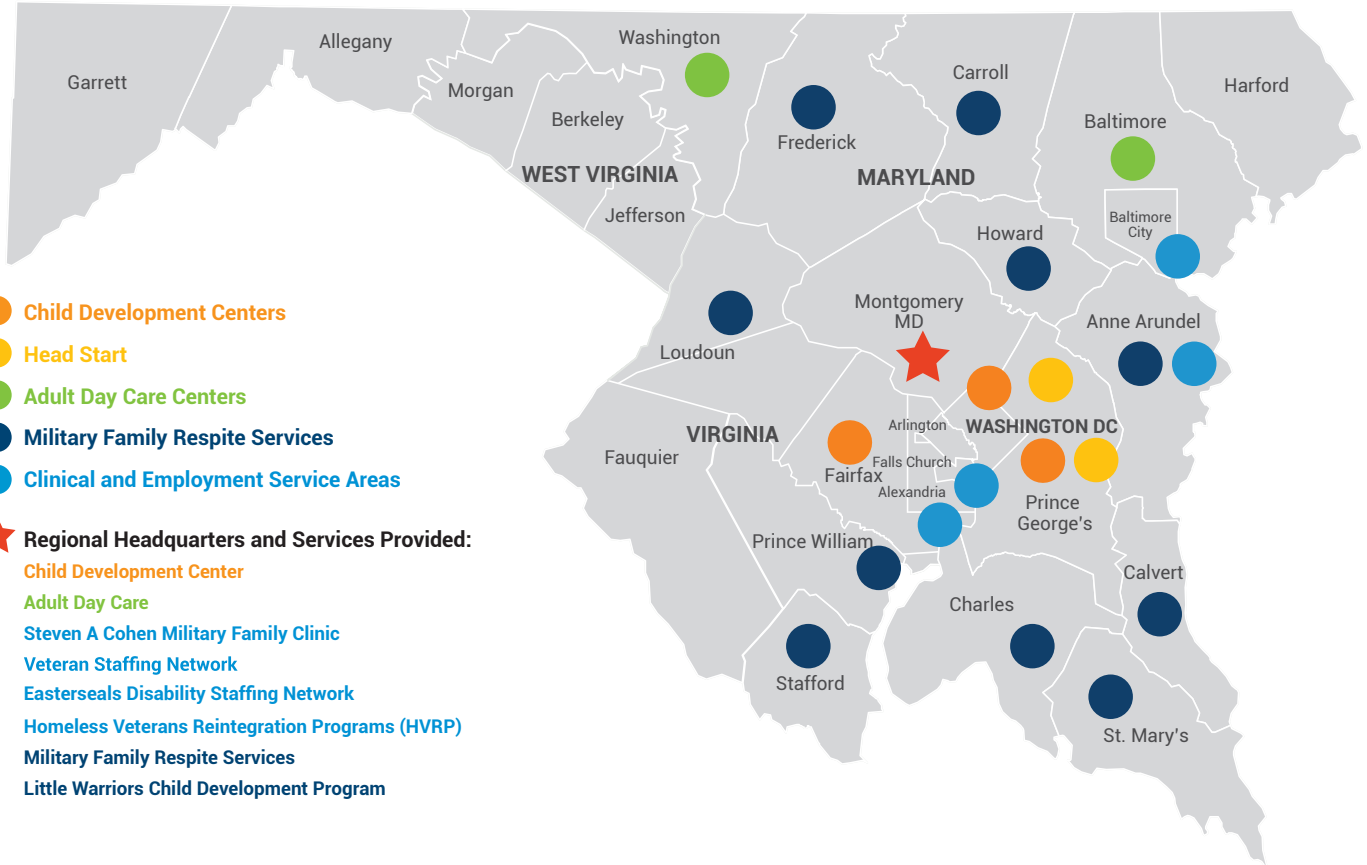 Garrett
Allegany
Morgan
Berkeley
WEST VIRGINIA
Jefferson
Washington
Frederick
Carroll
MARYLAND
Baltimore
Harford
Baltimore
City
Howard
Montgomery
MD
Anne Arundel
Loudoun
VIRGINIA
Fauquier
Arlington
WASHINGTON DC
Falls Church
Fairfax
Alexandria
Prince
George's
Prince William
Stafford
Charles
Calvert
St. Mary's
Child Development Centers
Head Start
Adult Day Care Centers
Military Family Respite Services
Clinical and Employment Service Areas
Regional Headquarters and Services Provided:
Child Development Center
Adult Day Care
Steven A Cohen Military Family Clinic
Veteran Staffing Network
Easterseals Disability Staffing Network
Homeless Veterans Reintegration Programs (HVRP)
Military Family Respite Services
Little Warriors Child Development Program